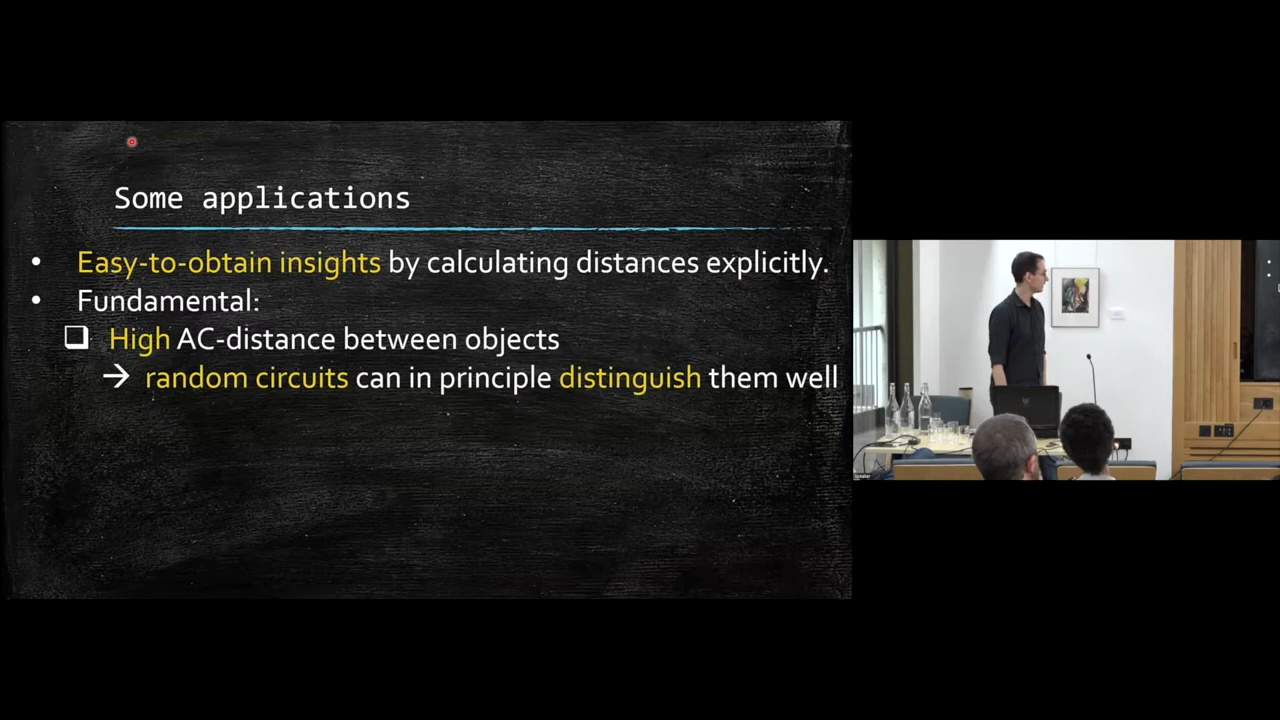 Some applications
• Easy-to-obtain insights by calculating distances explicitly.
• Fundamental:
❑ High AC-distance between objects
→ random circuits can in principle distinguish them well
Speaker